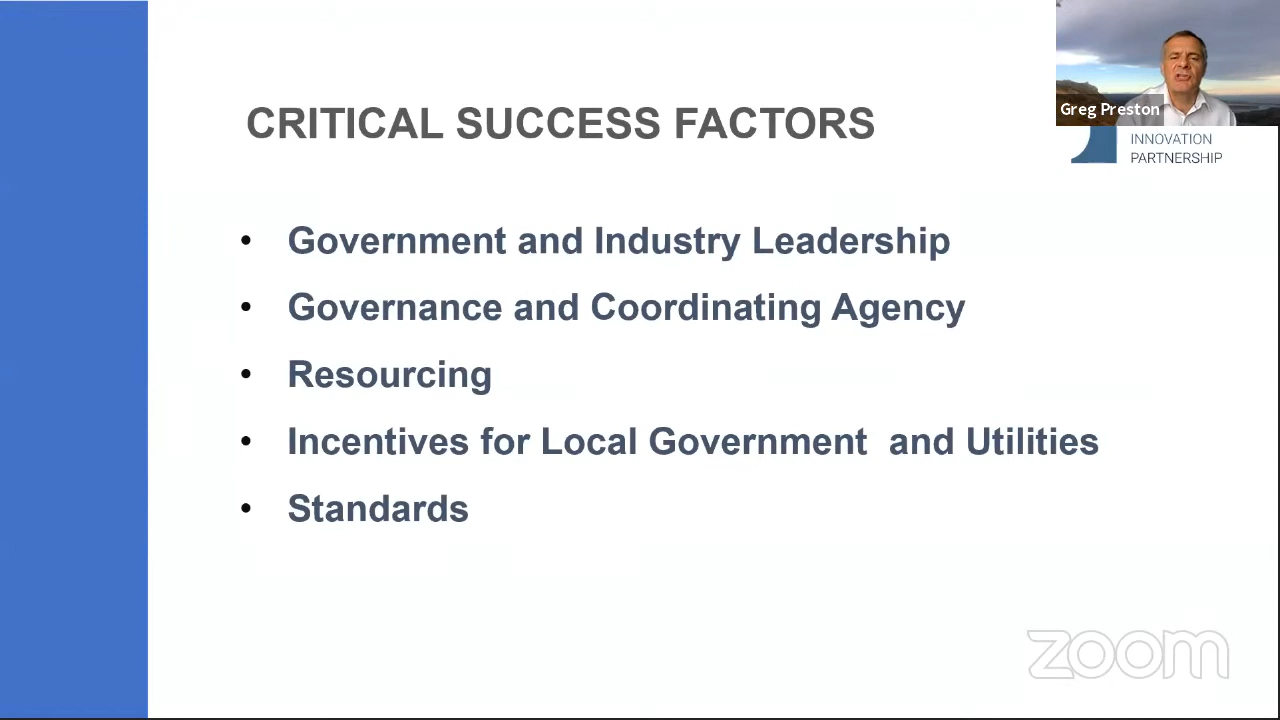 CRITICAL SUCCESS FACTORS
Greg Preston
INNOVATION
PARTNERSHIP
• Government and Industry Leadership
• Governance and Coordinating Agency
• Resourcing
• Incentives for Local Government  and Utilities
• Standards
zoom